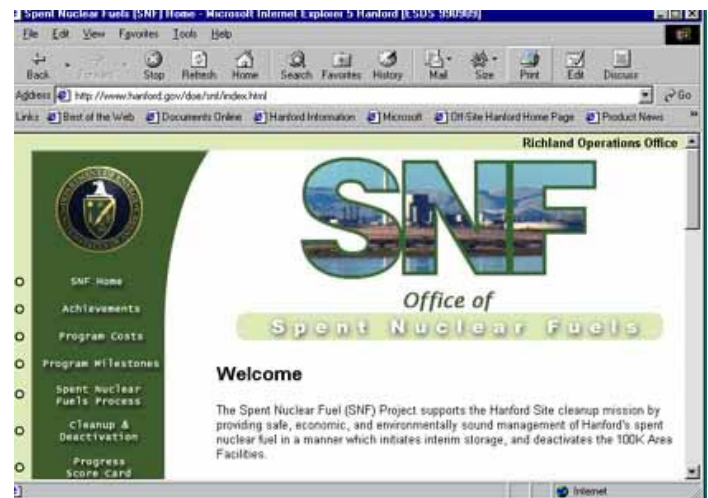 Spent Nuclear Fuels (SNF) Home - Microsoft Internet Explorer 5 Hanford [ESDS 990909]
File Edit View Favorites Tools Help
Back Stop Refresh Home Search Favorites History Mail Size Print Edit Discuss
Address http://www.hanford.gov/doe/snf/index.html Go
Links Best of the Web Documents Online Hanford Information Microsoft Off-Site Hanford Home Page Product News
Richland Operations Office
SNF
Office of
Spent Nuclear Fuels
SNF Home
Achievements
Program Costs
Program Milestones
Spent Nuclear
Fuels Process
Cleanup &
Deactivation
Progress
Score Card
Welcome
The Spent Nuclear Fuel (SNF) Project supports the Hanford Site cleanup mission by
providing safe, economic, and environmentally sound management of Hanford's spent
nuclear fuel in a manner which initiates interim storage, and deactivates the 100K Area
Facilities.
Internet